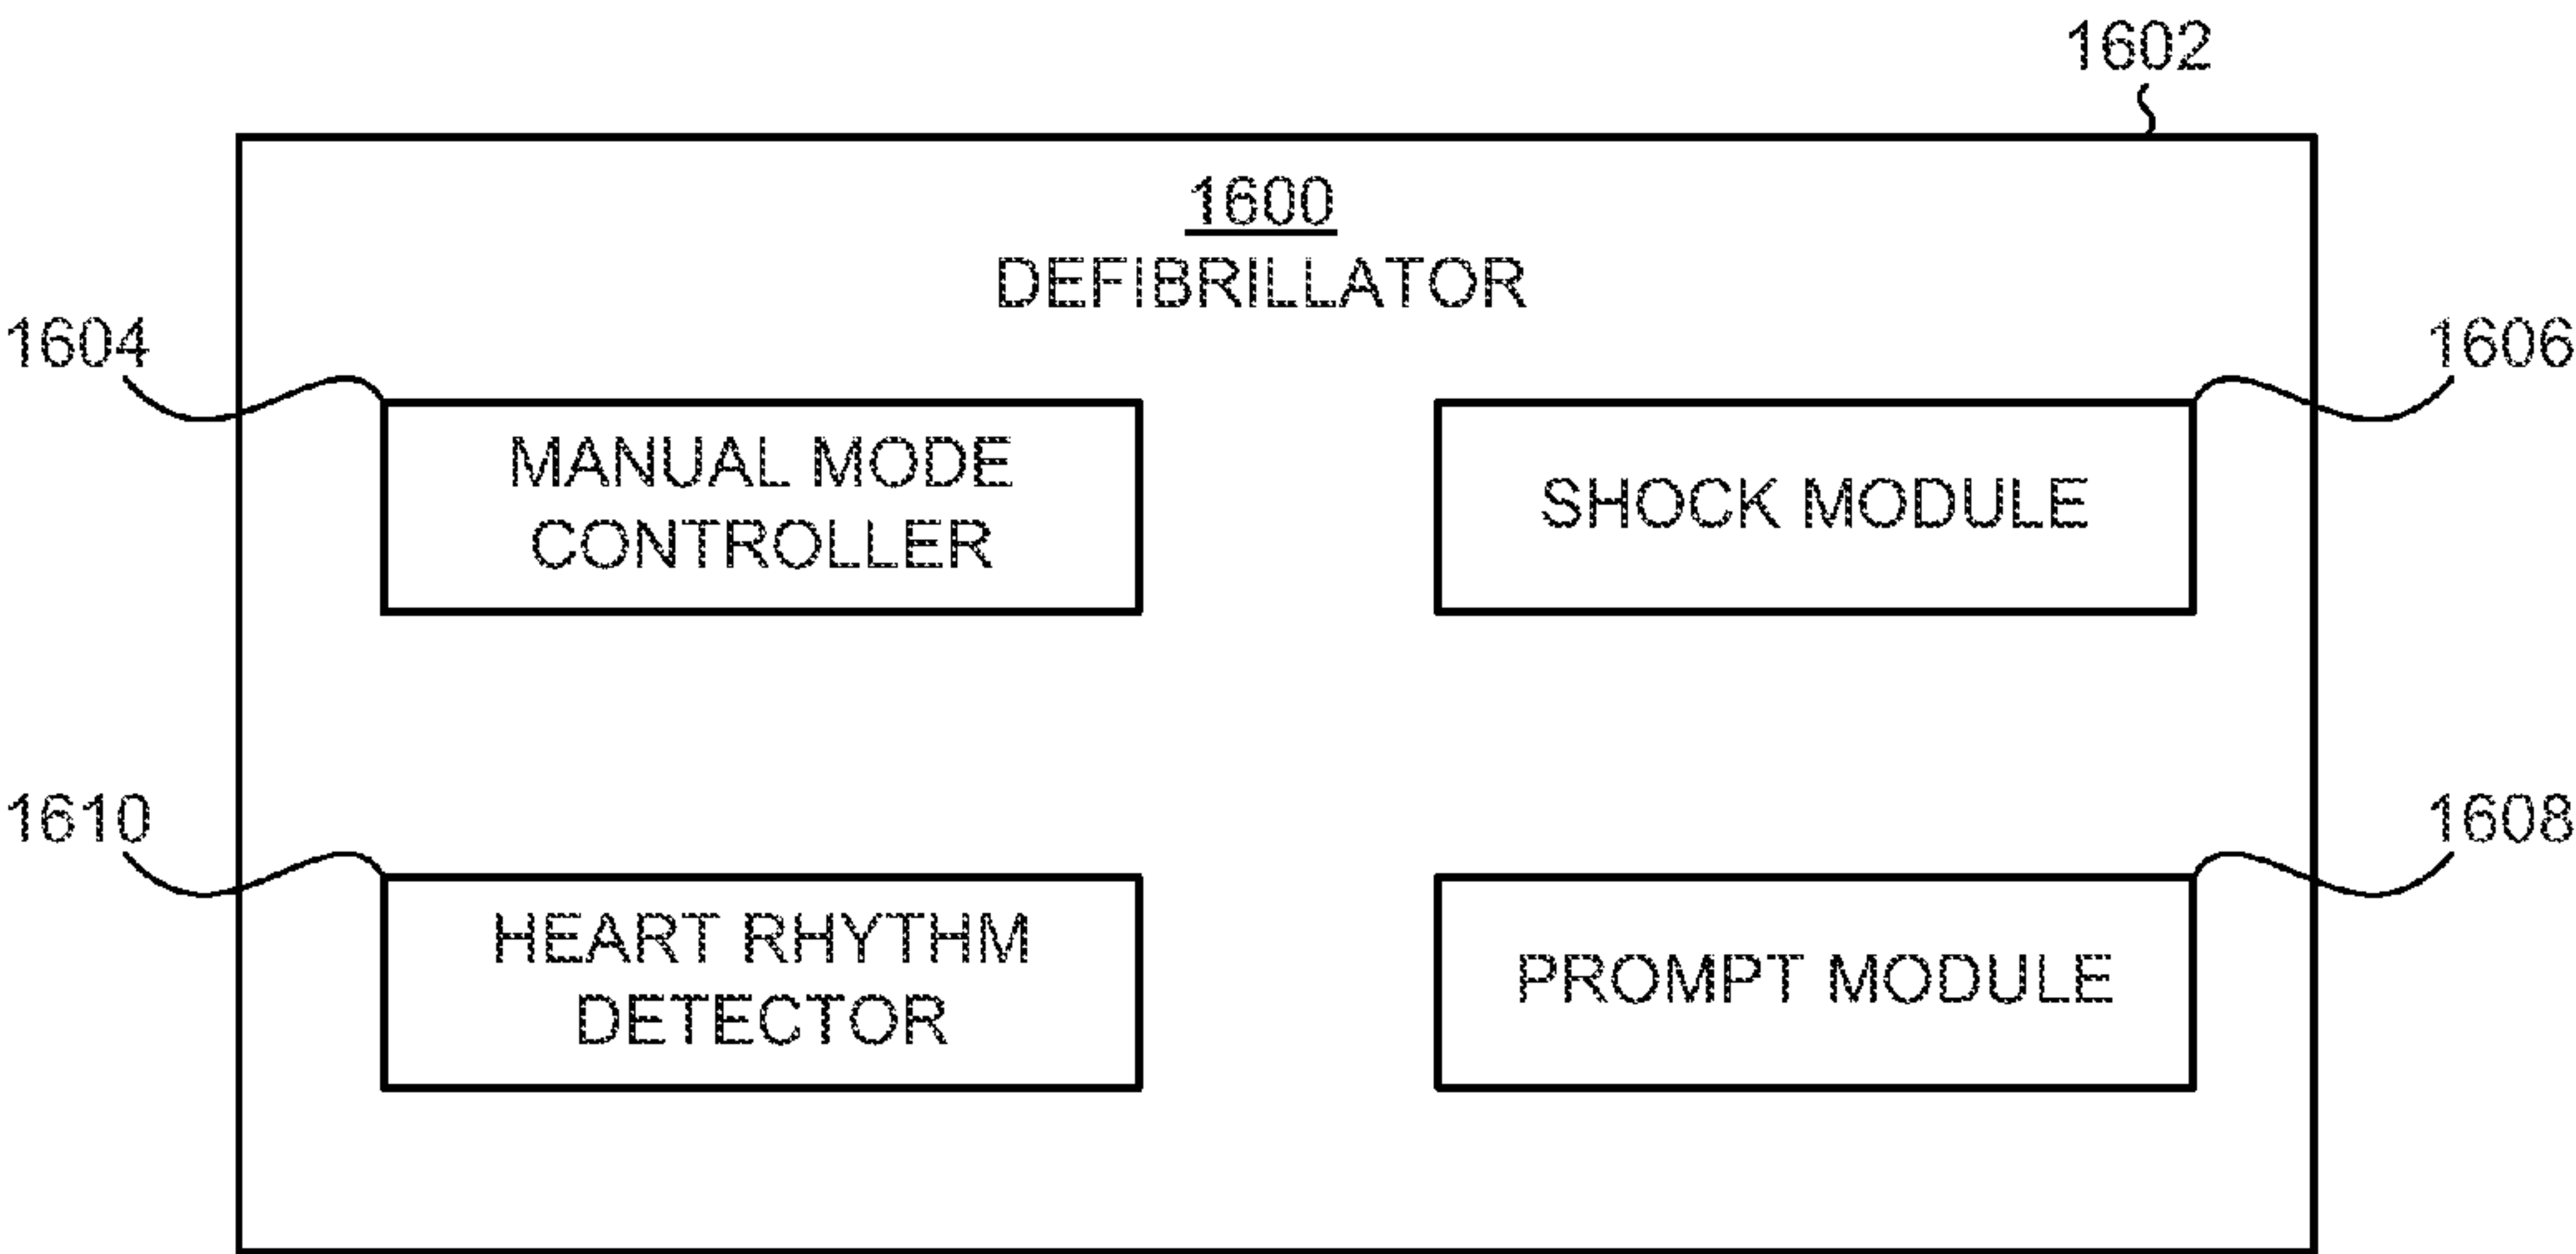 1602
1600
DEFIBRILLATOR
1604
1606
MANUAL MODE
CONTROLLER
SHOCK MODULE
1610
1608
HEART RHYTHM
DETECTOR
PROMPT MODULE